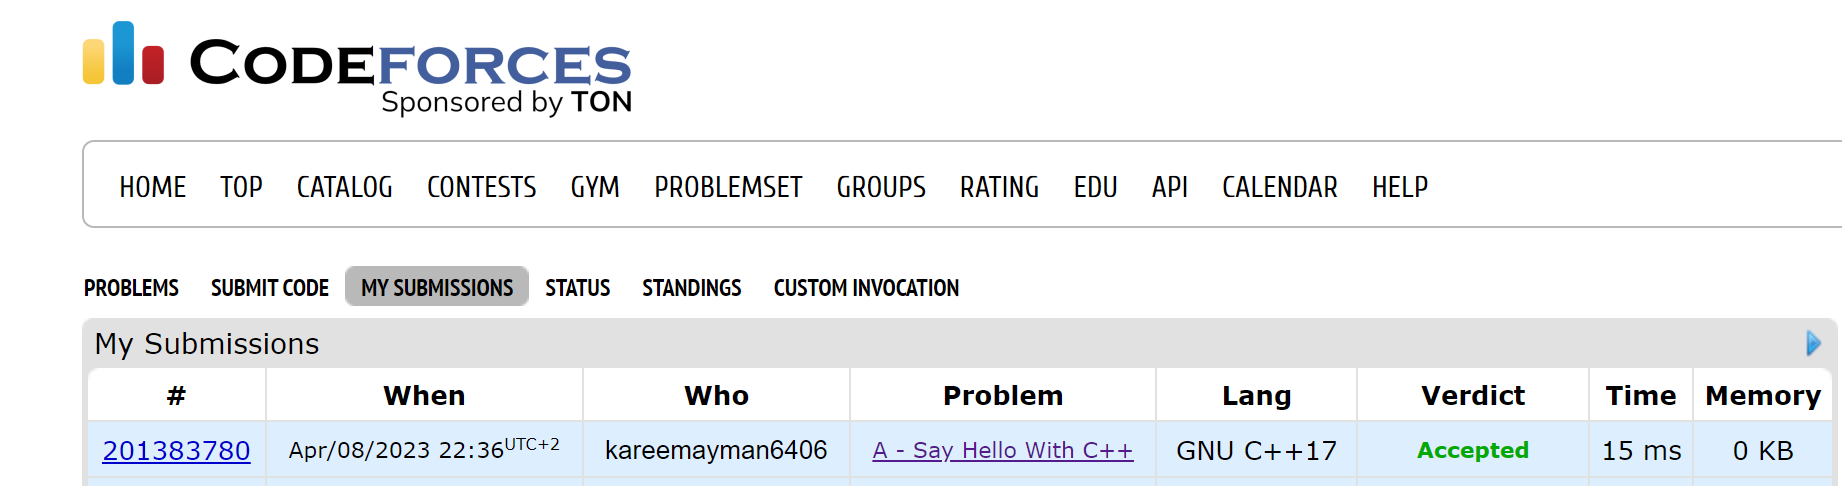 CODEFORCES
Sponsored by TON
HOME TOP CATALOG CONTESTS GYM PROBLEMSET GROUPS RATING EDU API CALENDAR HELP
PROBLEMS SUBMIT CODE MY SUBMISSIONS STATUS STANDINGS CUSTOM INVOCATION
My Submissions
# When Who Problem Lang Verdict Time Memory
201383780 Apr/08/2023 22:36UTC+2 kareemayman6406 A - Say Hello With C++ GNU C++17 Accepted 15 ms 0 KB